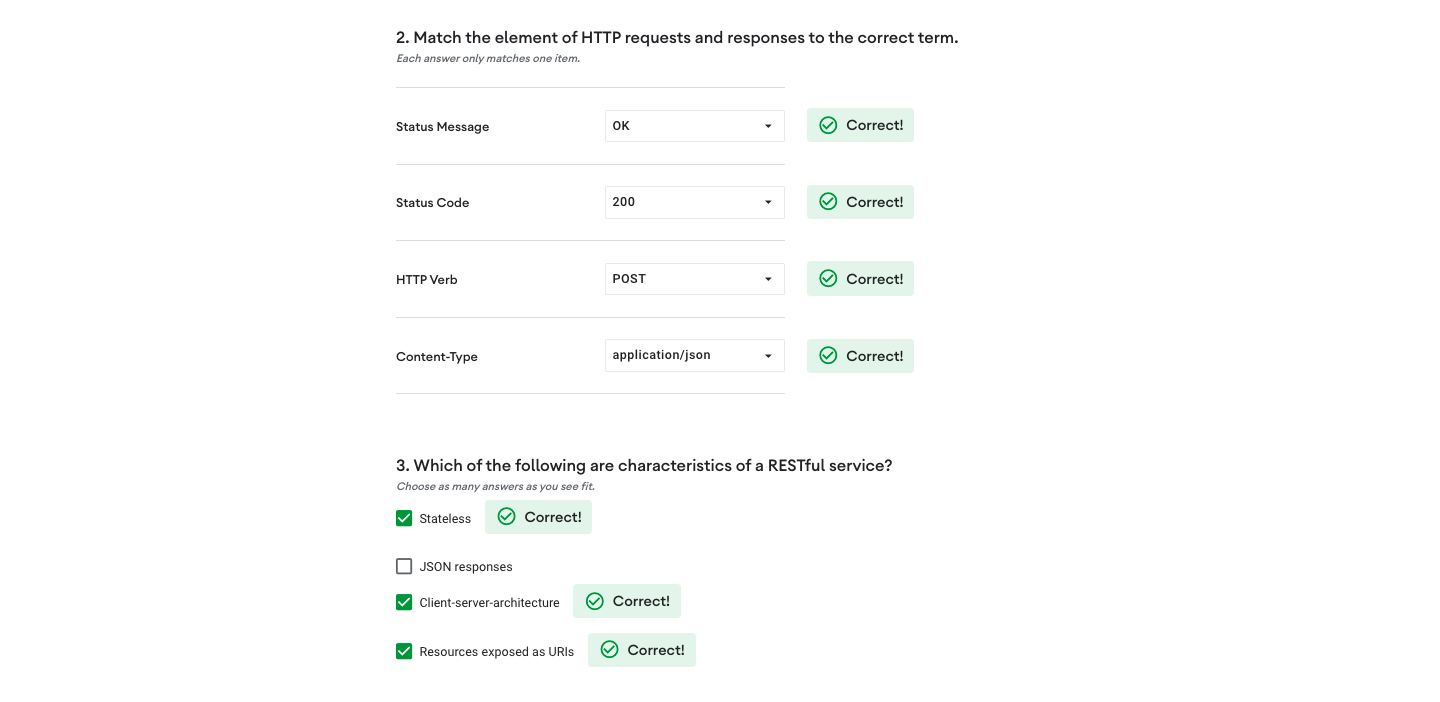 2. Match the element of HTTP requests and responses to the correct term.
Each answer only matches one item.
Status Message OK Correct!
Status Code 200 Correct!
HTTP Verb POST Correct!
Content-Type application/json Correct!
3. Which of the following are characteristics of a RESTful service?
Choose as many answers as you see fit.
Stateless Correct!
JSON responses
Client-server-architecture Correct!
Resources exposed as URIs Correct!